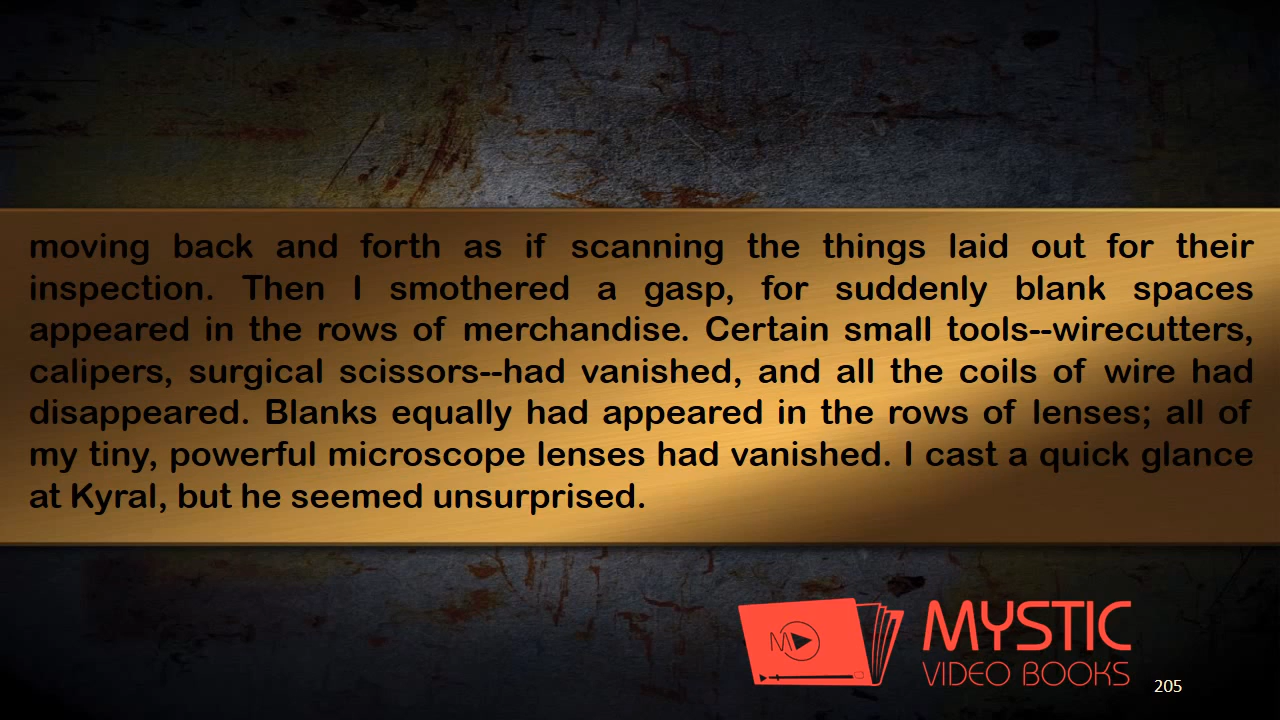 moving back and forth as if scanning the things laid out for their
inspection. Then I smothered a gasp, for suddenly blank spaces
appeared in the rows of merchandise. Certain small tools--wirecutters,
calipers, surgical scissors--had vanished, and all the coils of wire had
disappeared. Blanks equally had appeared in the rows of lenses; all of
my tiny, powerful microscope lenses had vanished. I cast a quick glance
at Kyral, but he seemed unsurprised.
M
MYSTIC
VIDEO BOOKS
205